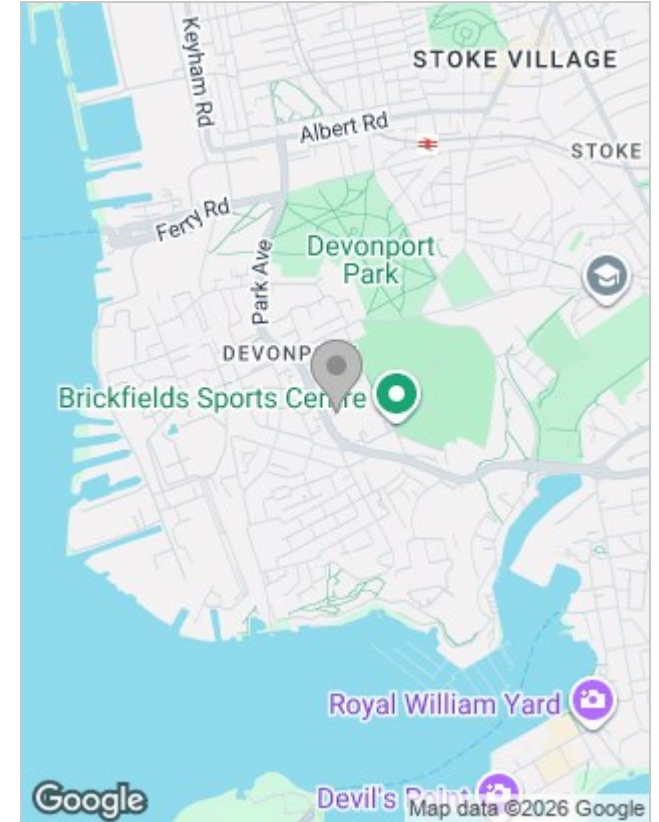 Keyham Rd
STOKE VILLAGE
Albert Rd
STOKE
Ferry Rd
Devonport
Park
Park Ave
DEVONP
Brickfields Sports Centre
Royal William Yard
Devil's Point
Google
Map data ©2026 Google